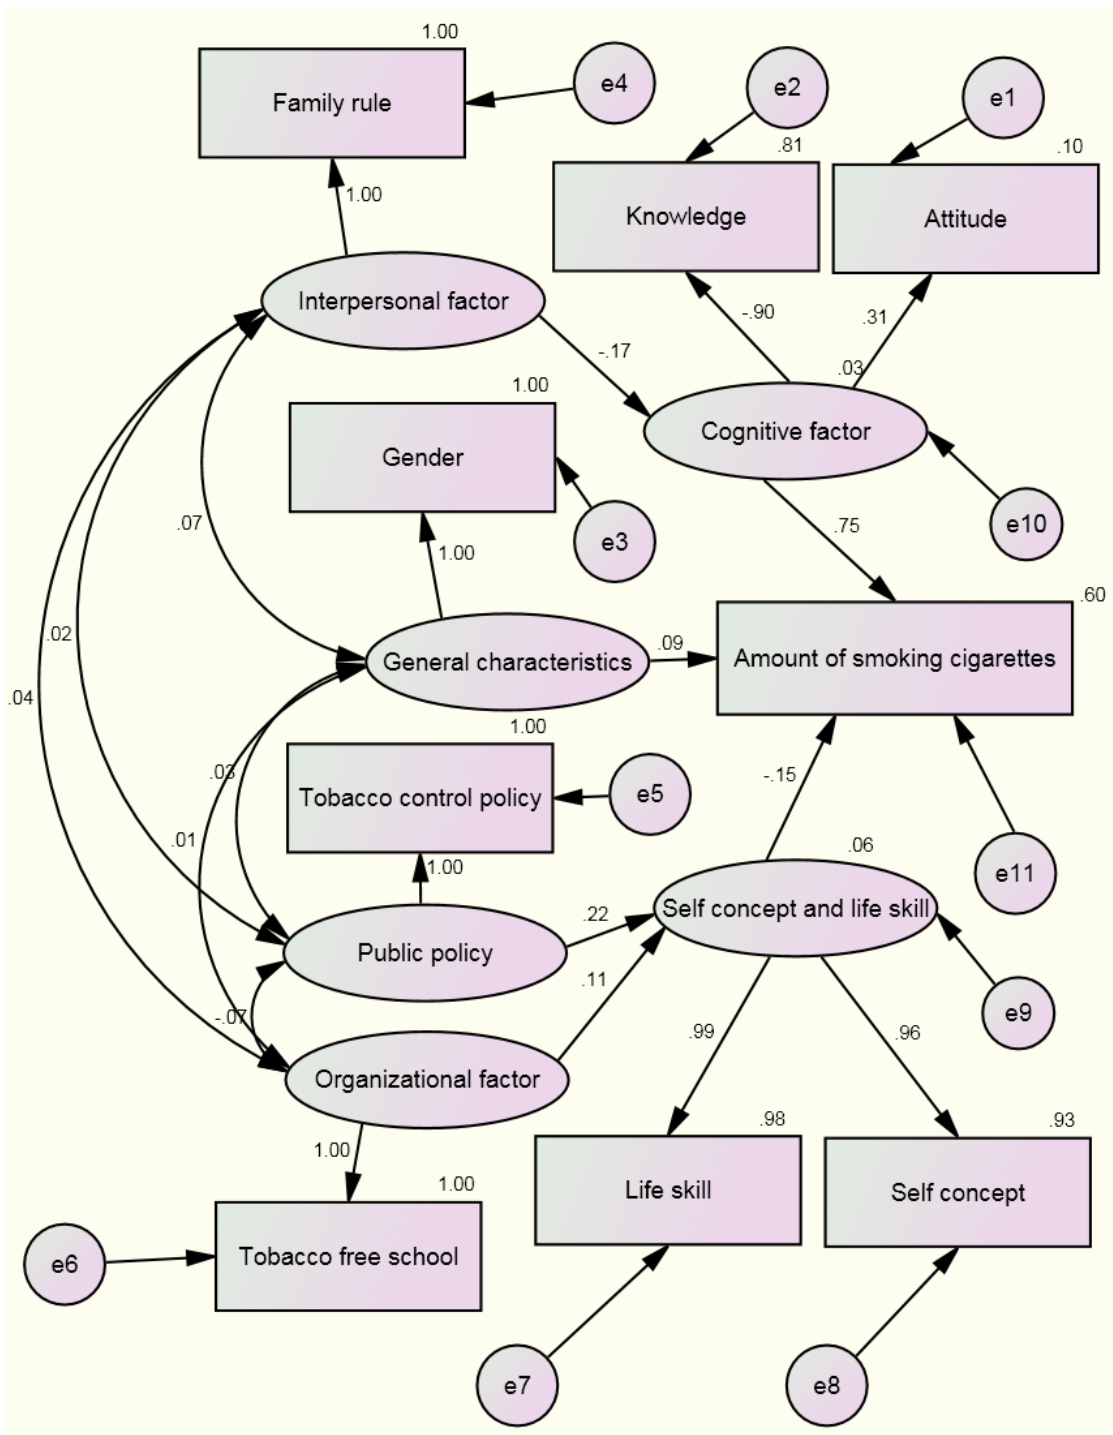 1.00
Family rule
e4
e2
e1
.81
.10
1.00
Knowledge
Attitude
Interpersonal factor
-.90
.31
-.17
.03
1.00
Cognitive factor
Gender
.07
e3
e10
.75
1.00
.60
.02
General characteristics
.09
Amount of smoking cigarettes
.04
1.00
.03
Tobacco control policy
e5
-.15
.01
1.00
.06
e11
Self concept and life skill
.22
Public policy
.11
-.07
e9
.99
.96
Organizational factor
1.00
.98
.93
1.00
Life skill
Self concept
Tobacco free school
e6
e7
e8